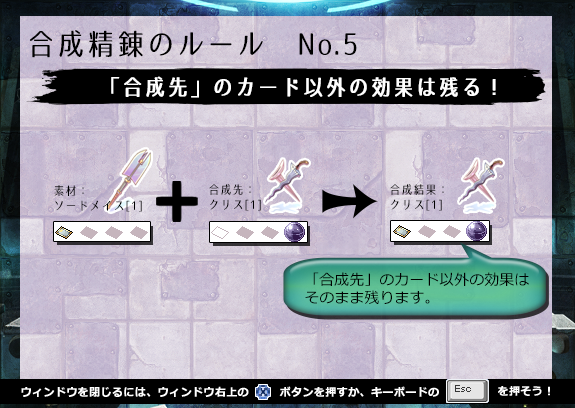 合成精錬のルール No.5
「合成先」のカード以外の効果は残る！
素材：
ソードメイス[1]
合成先：
クリス[1]
合成結果：
クリス[1]
「合成先」のカード以外の効果は
そのまま残ります。
ウィンドウを閉じるには、ウィンドウ右上の ボタンを押すか、キーボードの Esc を押そう！